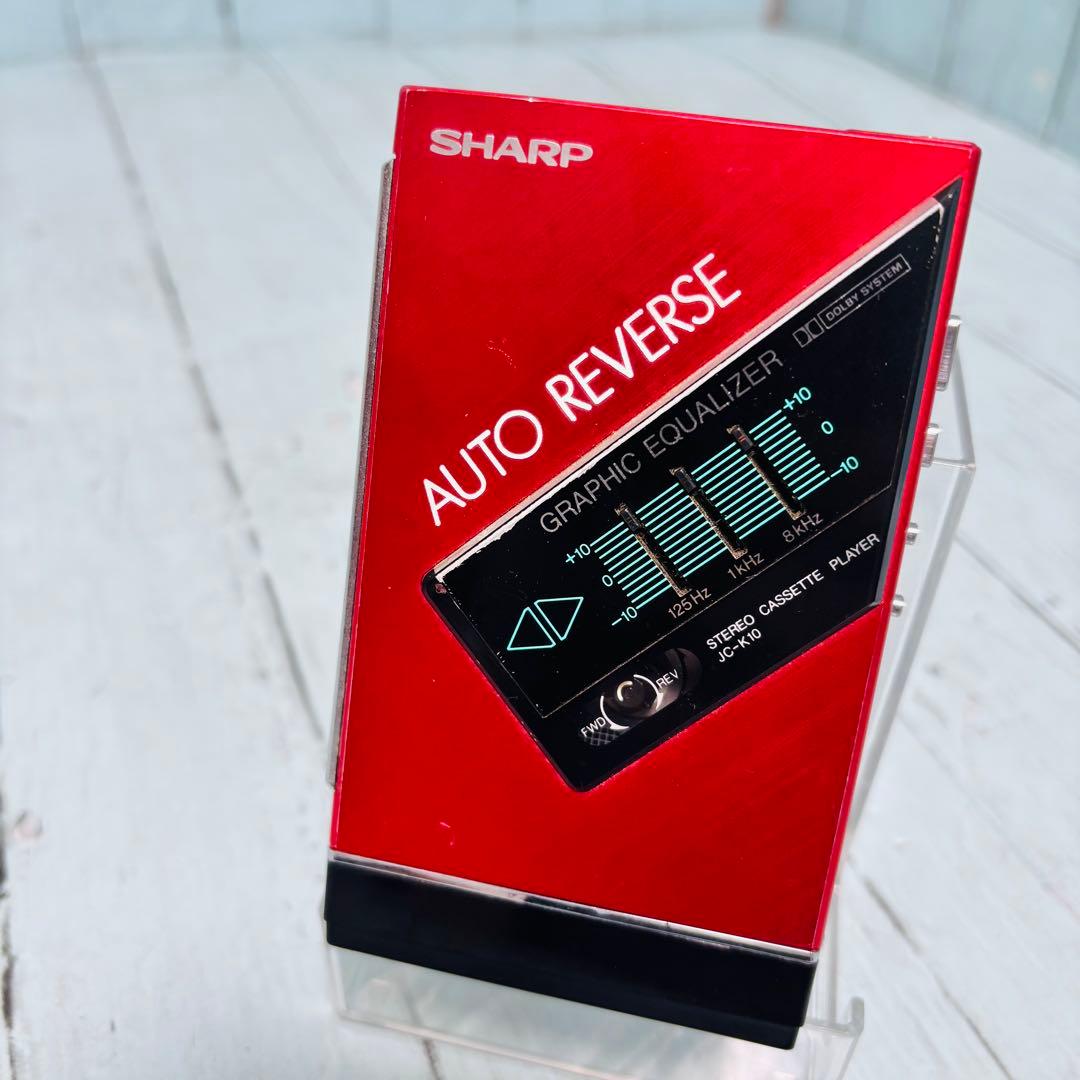 SHARP
AUTO REVERSE
DOLBY SYSTEM
GRAPHIC EQUALIZER
+10
0
-10
+10
0
-10
125Hz
1kHz
8kHz
STEREO CASSETTE PLAYER
JC-K10
FWD
REV